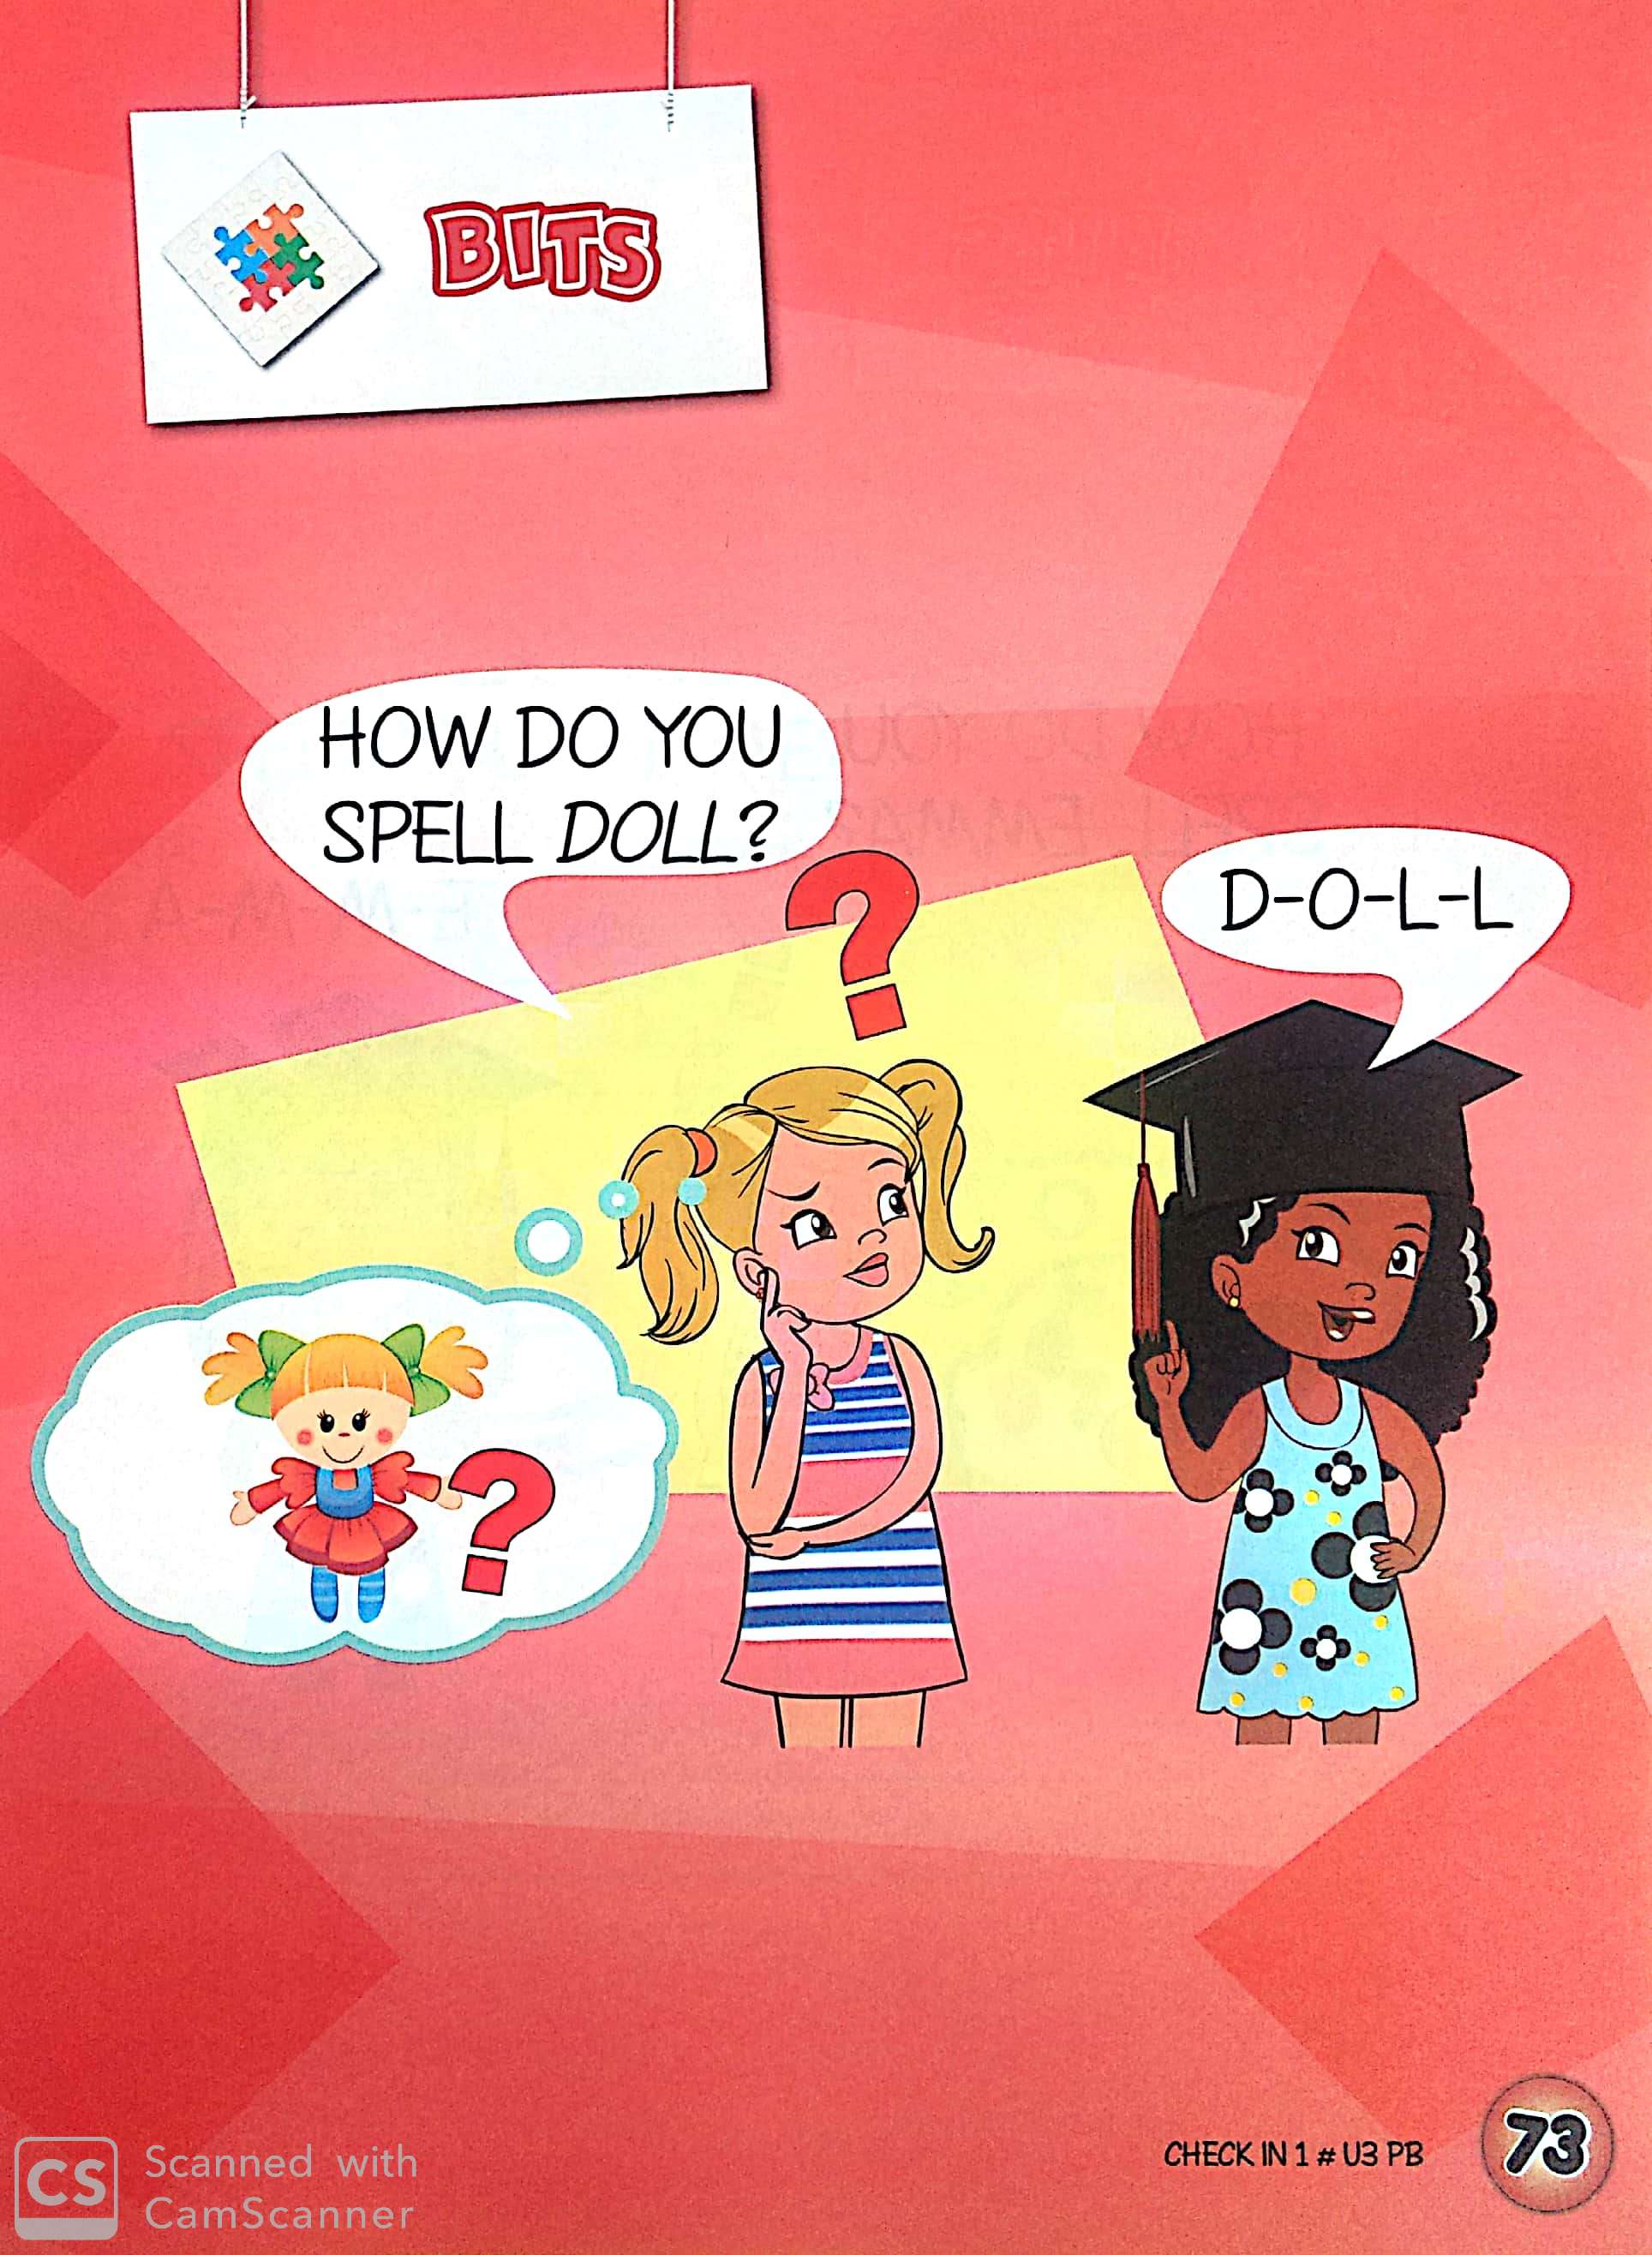 BITS
HOW DO YOU
SPELL DOLL?
D-O-L-L
CHECK IN 1 # U3 PB
73
CS
Scanned with
CamScanner